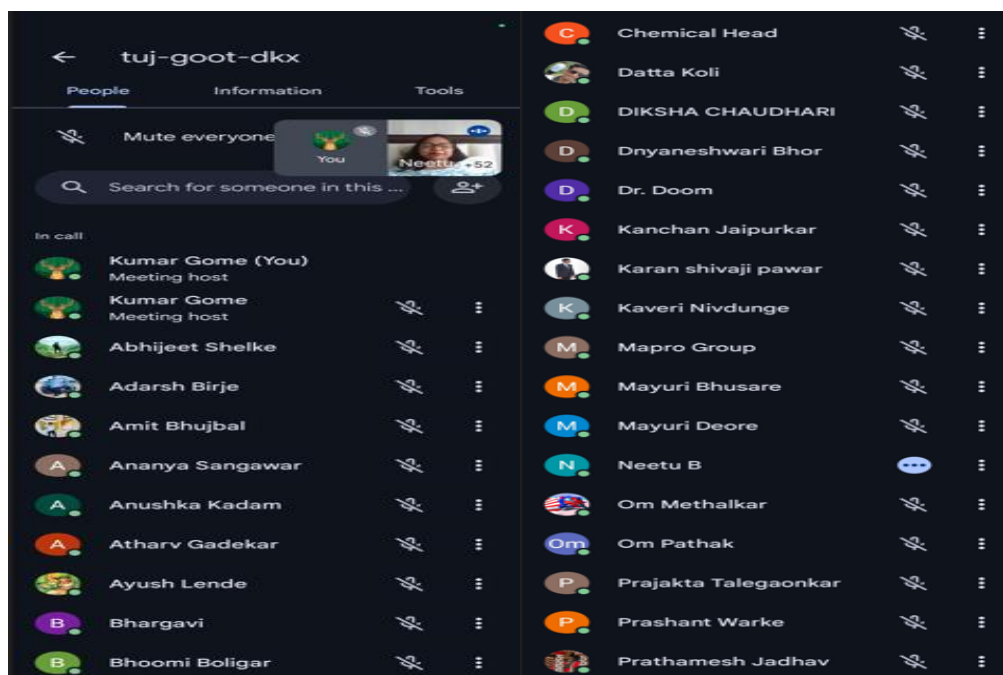 tuj-goot-dkx
People Information Tools
Mute everyone
You
Neetu +52
Search for someone in this ...
In call
Kumar Gome (You)
Meeting host
Kumar Gome
Meeting host
Abhijeet Shelke
Adarsh Birje
Amit Bhujbal
A Ananya Sangawar
A Anushka Kadam
A Atharv Gadekar
Ayush Lende
B Bhargavi
B Bhoomi Boligar
C Chemical Head
Datta Koli
D DIKSHA CHAUDHARI
D Dnyaneshwari Bhor
D Dr. Doom
K Kanchan Jaipurkar
Karan shivaji pawar
K Kaveri Nivdunge
M Mapro Group
M Mayuri Bhusare
M Mayuri Deore
N Neetu B
Om Methalkar
Om Om Pathak
P Prajakta Talegaonkar
P Prashant Warke
Prathamesh Jadhav